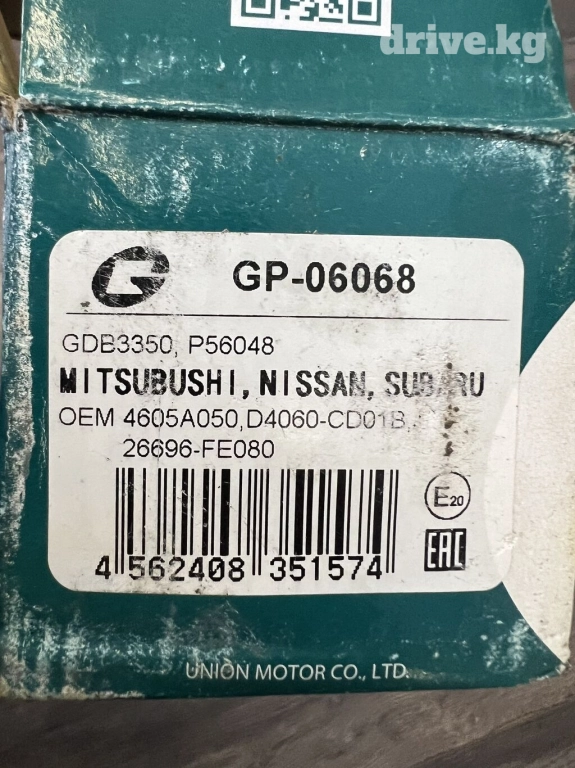 drive.kg
G GP-06068
GDB3350, P56048
MITSUBUSHI, NISSAN, SUBARU
OEM 4605A050,D4060-CD01B,
26696-FE080
E20
4 562408 351574
EAC
UNION MOTOR CO., LTD.